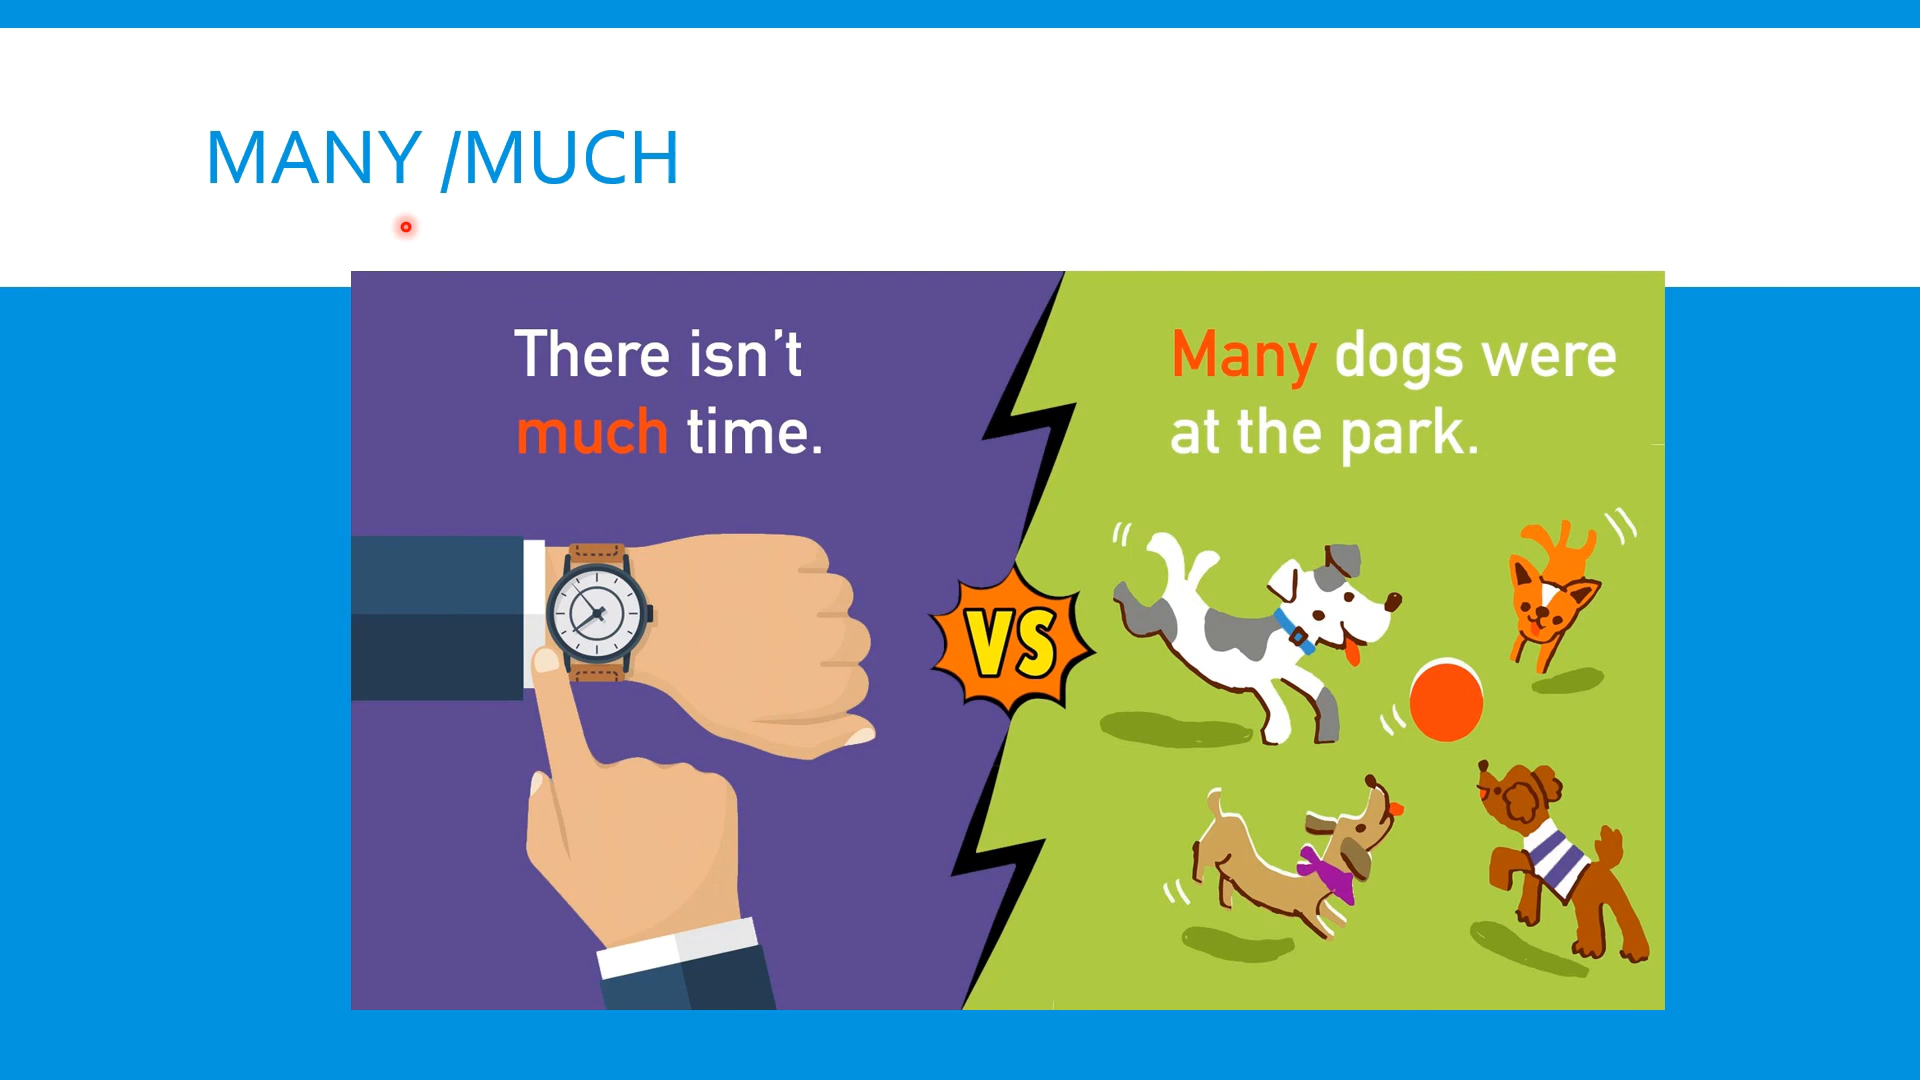 MANY /MUCH
There isn't
much time.
VS
Many dogs were
at the park.